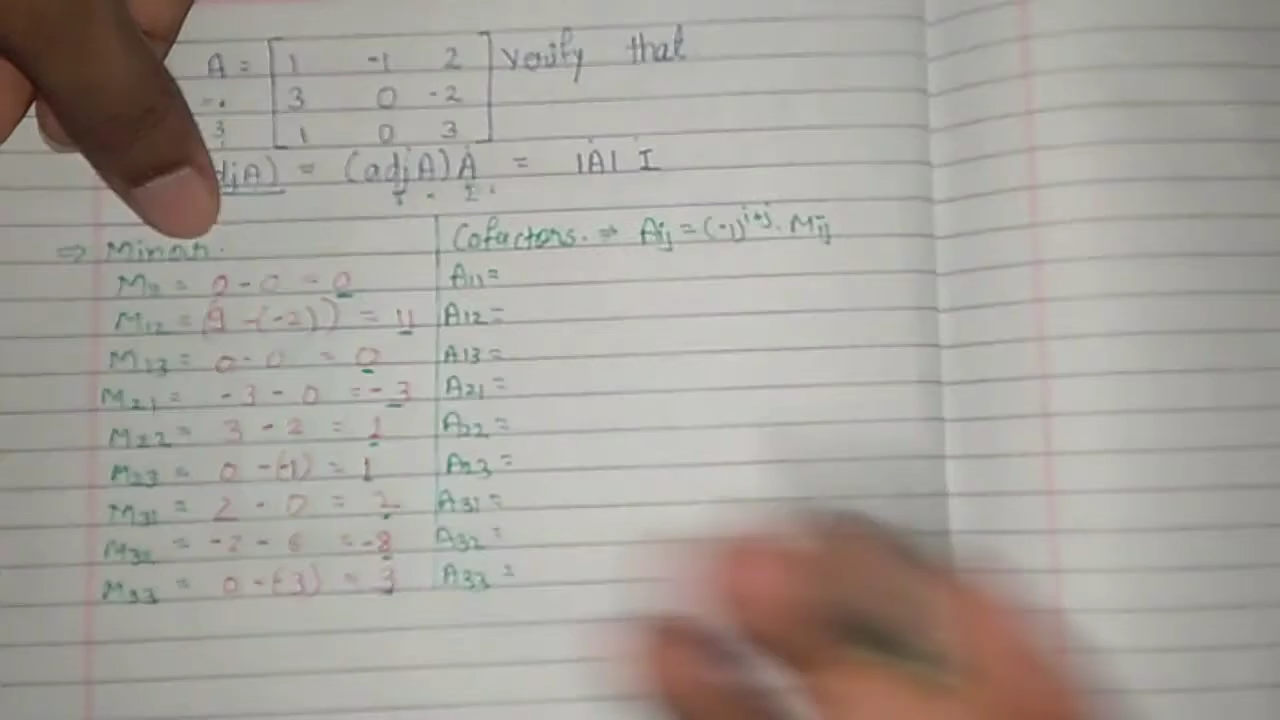 A = [ 1 -1 2 ] Verify that
3 0 -2
1 0 3
djA) = (adjA)A = |A| I
⇒ Minor.
M11 = 0 - 0 = 0
M12 = (9 - (-2)) = 11
M13 = 0 - 0 = 0
M21 = -3 - 0 = -3
M22 = 3 - 2 = 1
M23 = 0 - (-1) = 1
M31 = 2 - 0 = 2
M32 = -2 - 6 = -8
M33 = 0 - (-3) = 3
Cofactors. ⇒ Aij = (-1)^i+j . Mij
A11 =
A12 =
A13 =
A21 =
A22 =
A23 =
A31 =
A32 =
A33 =